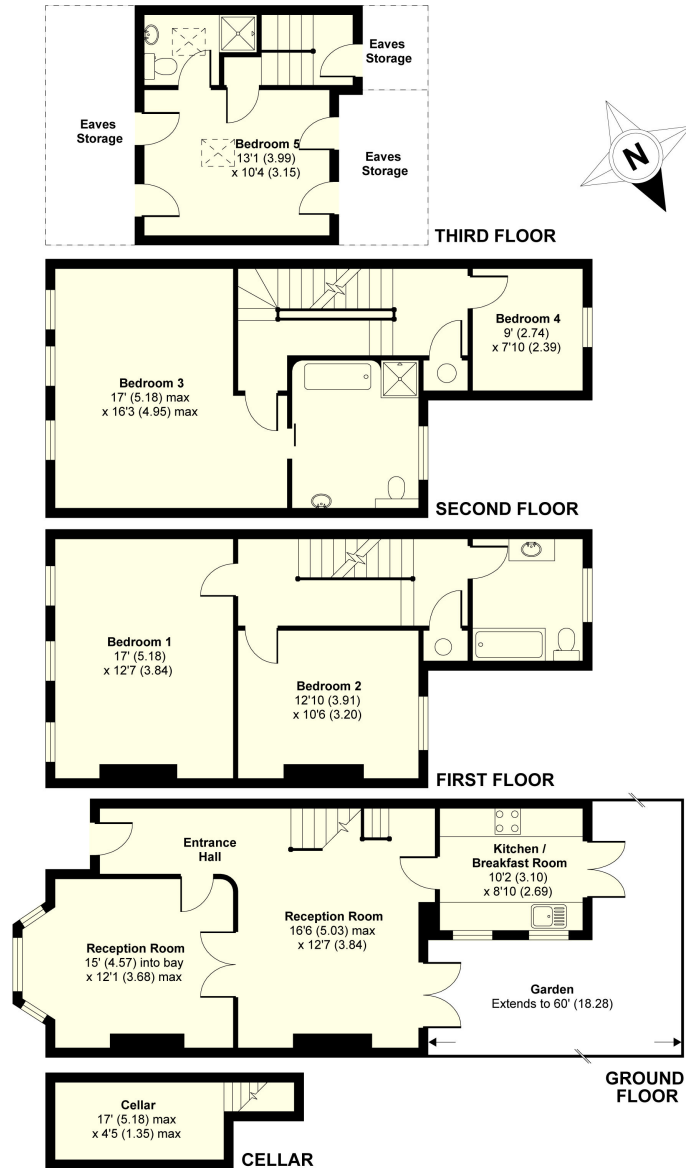 Eaves
Storage
Eaves
Storage
Bedroom 5
13'1 (3.99)
x 10'4 (3.15)
Eaves
Storage
N
THIRD FLOOR
Bedroom 4
9' (2.74)
x 7'10 (2.39)
Bedroom 3
17' (5.18) max
x 16'3 (4.95) max
SECOND FLOOR
Bedroom 1
17' (5.18)
x 12'7 (3.84)
Bedroom 2
12'10 (3.91)
x 10'6 (3.20)
FIRST FLOOR
Entrance
Hall
Kitchen /
Breakfast Room
10'2 (3.10)
x 8'10 (2.69)
Reception Room
16'6 (5.03) max
x 12'7 (3.84)
Reception Room
15' (4.57) into bay
x 12'1 (3.68) max
Garden
Extends to 60' (18.28)
GROUND
FLOOR
Cellar
17' (5.18) max
x 4'5 (1.35) max
CELLAR